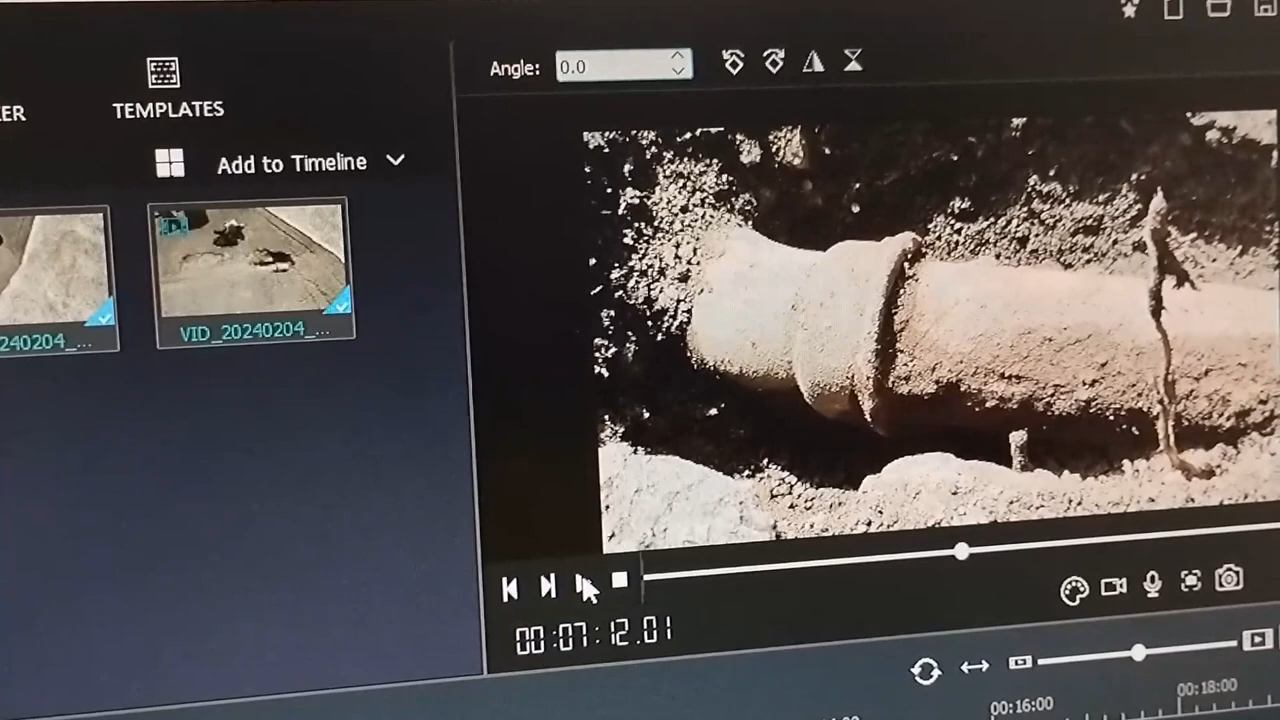 Angle: 0.0
ER
TEMPLATES
Add to Timeline
240204_...
VID_20240204_...
00:07:12.01
00:16:00
00:18:00